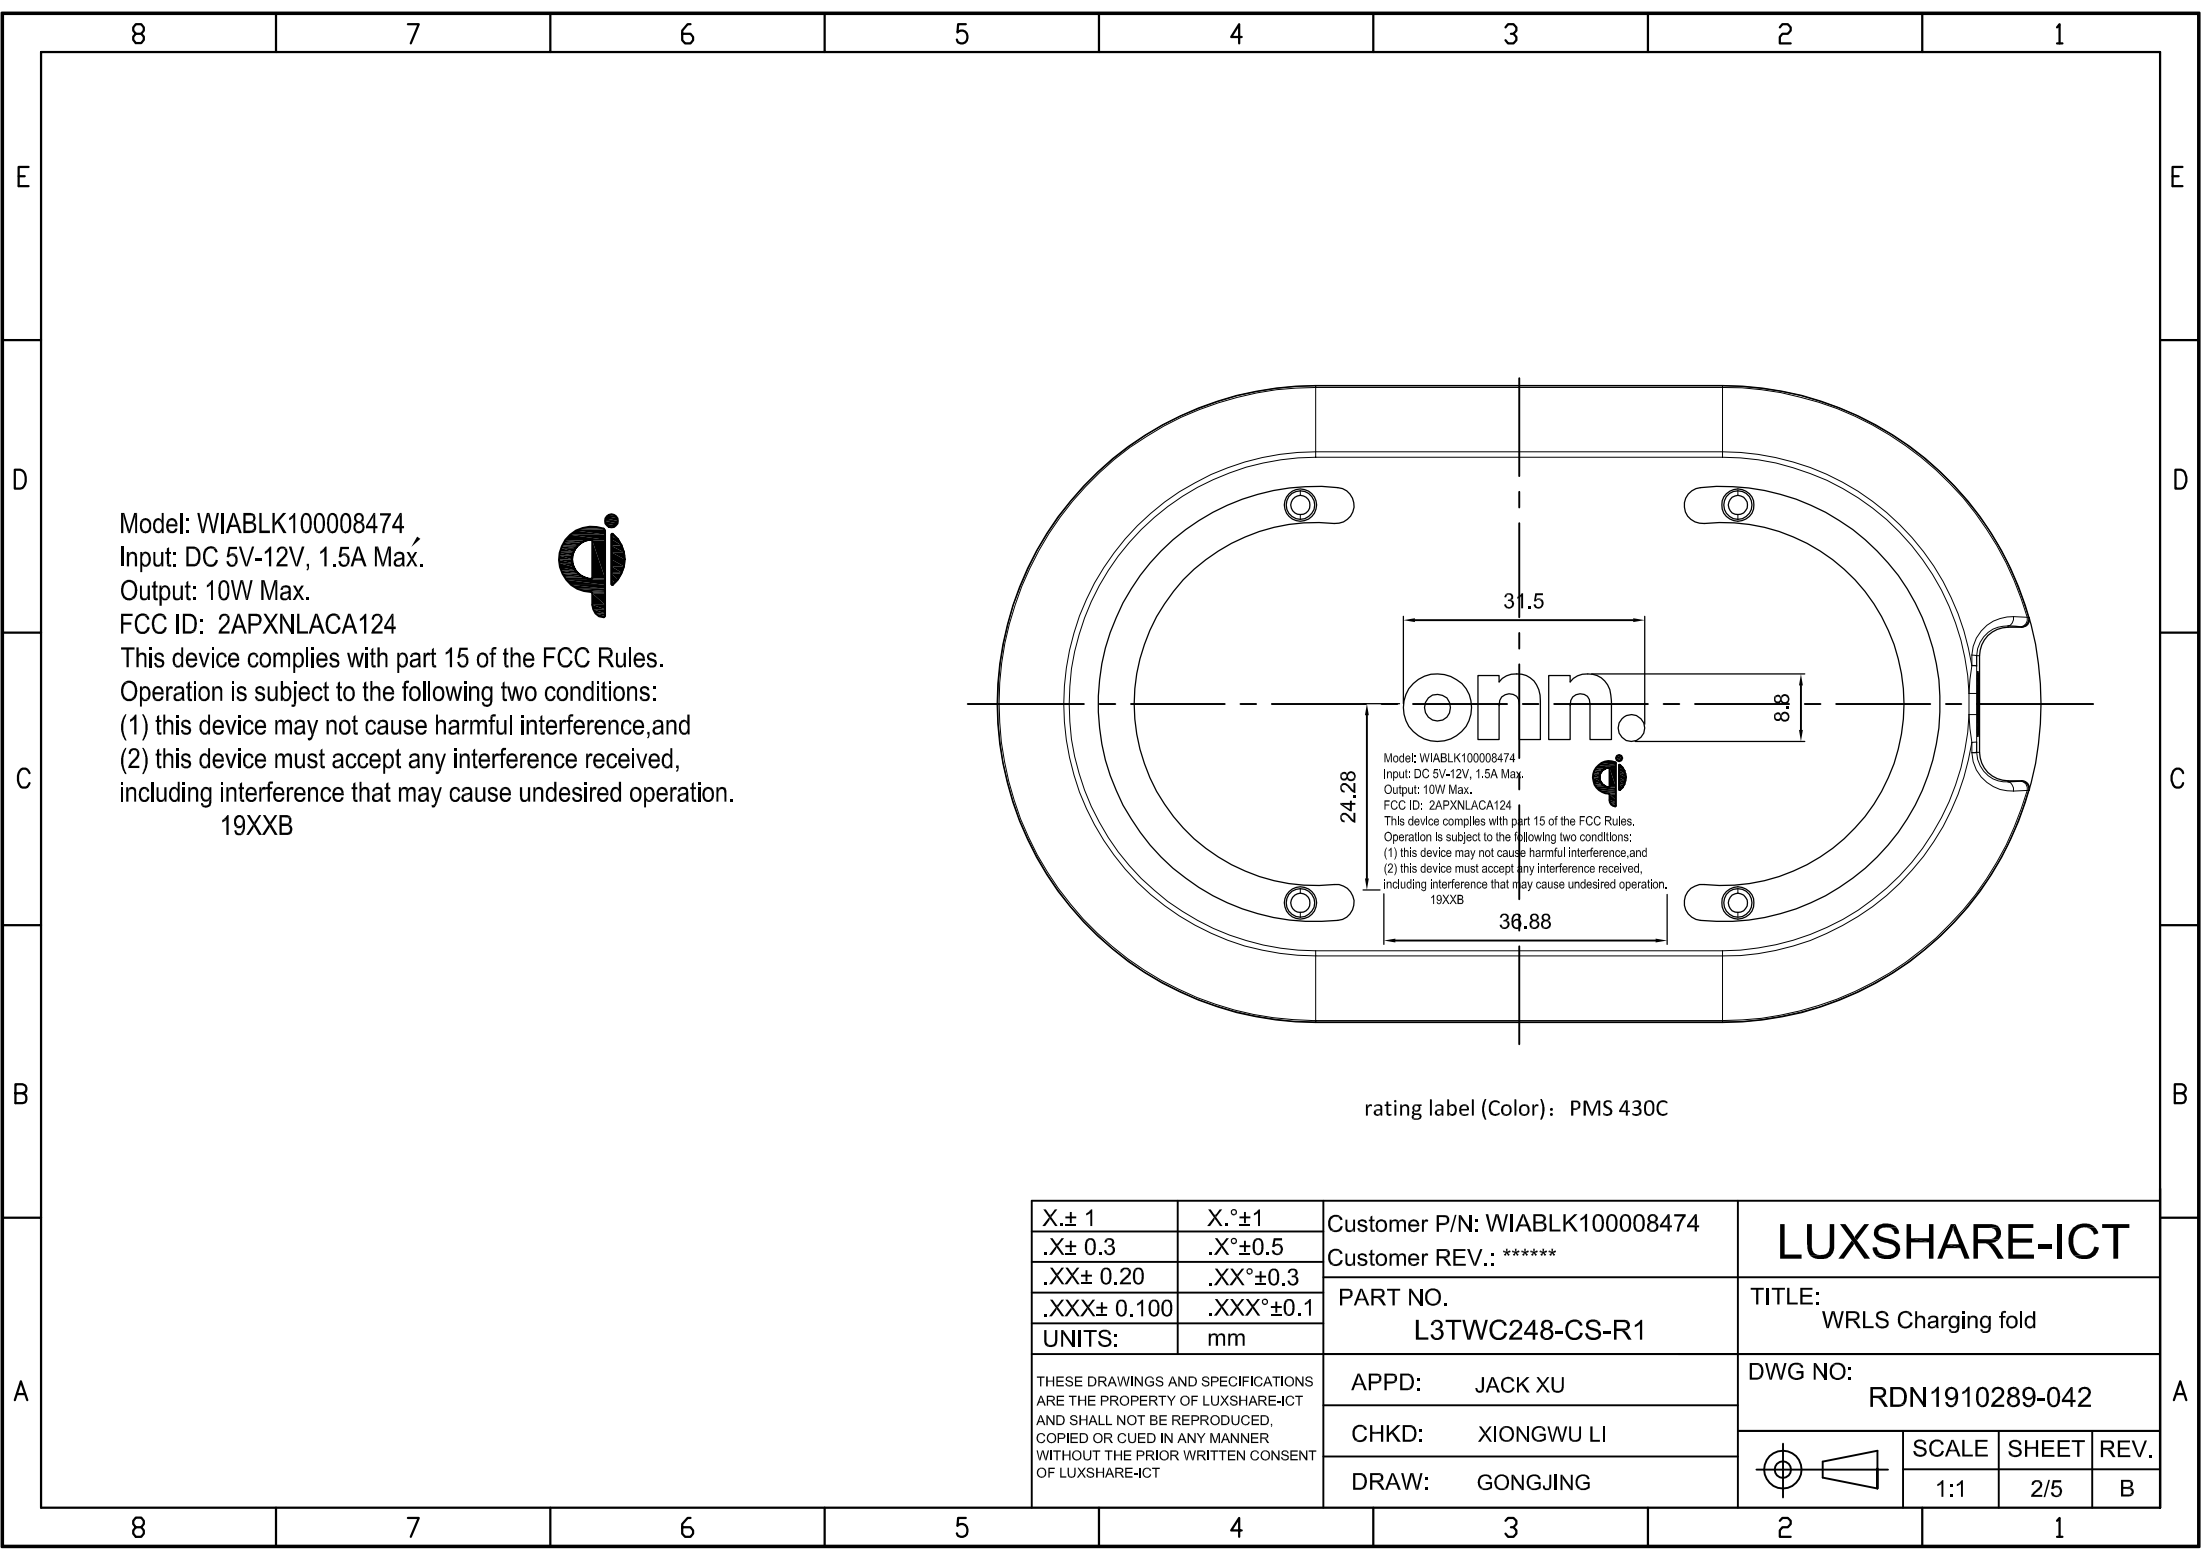 8 7 6 5 4 3 2 1
E E
D D
C C
B B
A A
Model: WIABLK100008474
Input: DC 5V-12V, 1.5A Max.
Output: 10W Max.
FCC ID: 2APXNLACA124
This device complies with part 15 of the FCC Rules.
Operation is subject to the following two conditions:
(1) this device may not cause harmful interference,and
(2) this device must accept any interference received,
including interference that may cause undesired operation.
19XXB
qi
31.5
onn.
8.8
24.28
Model: WIABLK100008474
Input: DC 5V-12V, 1.5A Max.
Output: 10W Max.
FCC ID: 2APXNLACA124
This device complies with part 15 of the FCC Rules.
Operation is subject to the following two conditions:
(1) this device may not cause harmful interference,and
(2) this device must accept any interference received,
including interference that may cause undesired operation.
19XXB
qi
36.88
rating label (Color)：PMS 430C
X.± 1 X.°±1
.X± 0.3 .X°±0.5
.XX± 0.20 .XX°±0.3
.XXX± 0.100 .XXX°±0.1
UNITS: mm
THESE DRAWINGS AND SPECIFICATIONS
ARE THE PROPERTY OF LUXSHARE-ICT
AND SHALL NOT BE REPRODUCED,
COPIED OR CUED IN ANY MANNER
WITHOUT THE PRIOR WRITTEN CONSENT
OF LUXSHARE-ICT
Customer P/N: WIABLK100008474
Customer REV.: ******
PART NO.
L3TWC248-CS-R1
APPD: JACK XU
CHKD: XIONGWU LI
DRAW: GONGJING
LUXSHARE-ICT
TITLE:
WRLS Charging fold
DWG NO:
RDN1910289-042
SCALE SHEET REV.
1:1 2/5 B
8 7 6 5 4 3 2 1